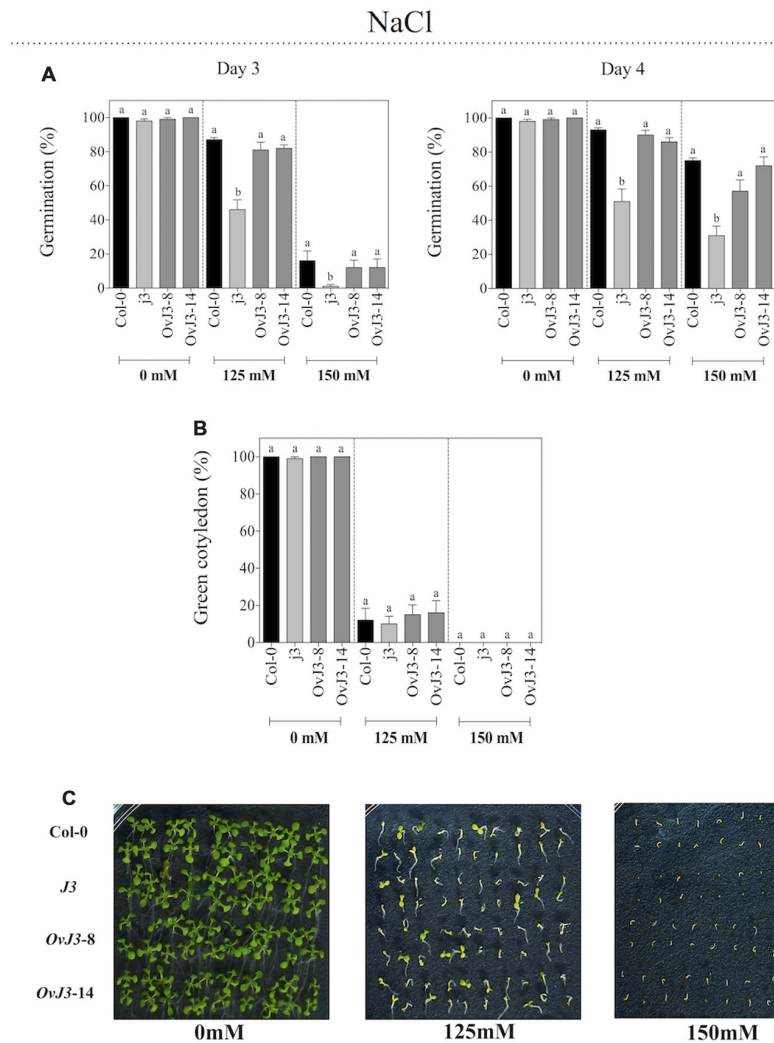 NaCl
A
Day 3
Germination (%)
100
80
60
40
20
0
a a a a
a b a a
a b a a
Col-0 j3 OvJ3-8 OvJ3-14
Col-0 j3 OvJ3-8 OvJ3-14
Col-0 j3 OvJ3-8 OvJ3-14
0 mM 125 mM 150 mM
Day 4
Germination (%)
100
80
60
40
20
0
a a a a
a b a a
a b a a
Col-0 j3 OvJ3-8 OvJ3-14
Col-0 j3 OvJ3-8 OvJ3-14
Col-0 j3 OvJ3-8 OvJ3-14
0 mM 125 mM 150 mM
B
Green cotyledon (%)
100
80
60
40
20
0
a a a a
a a a a
a a a a
Col-0 j3 OvJ3-8 OvJ3-14
Col-0 j3 OvJ3-8 OvJ3-14
Col-0 j3 OvJ3-8 OvJ3-14
0 mM 125 mM 150 mM
C
Col-0
J3
OvJ3-8
OvJ3-14
0mM 125mM 150mM